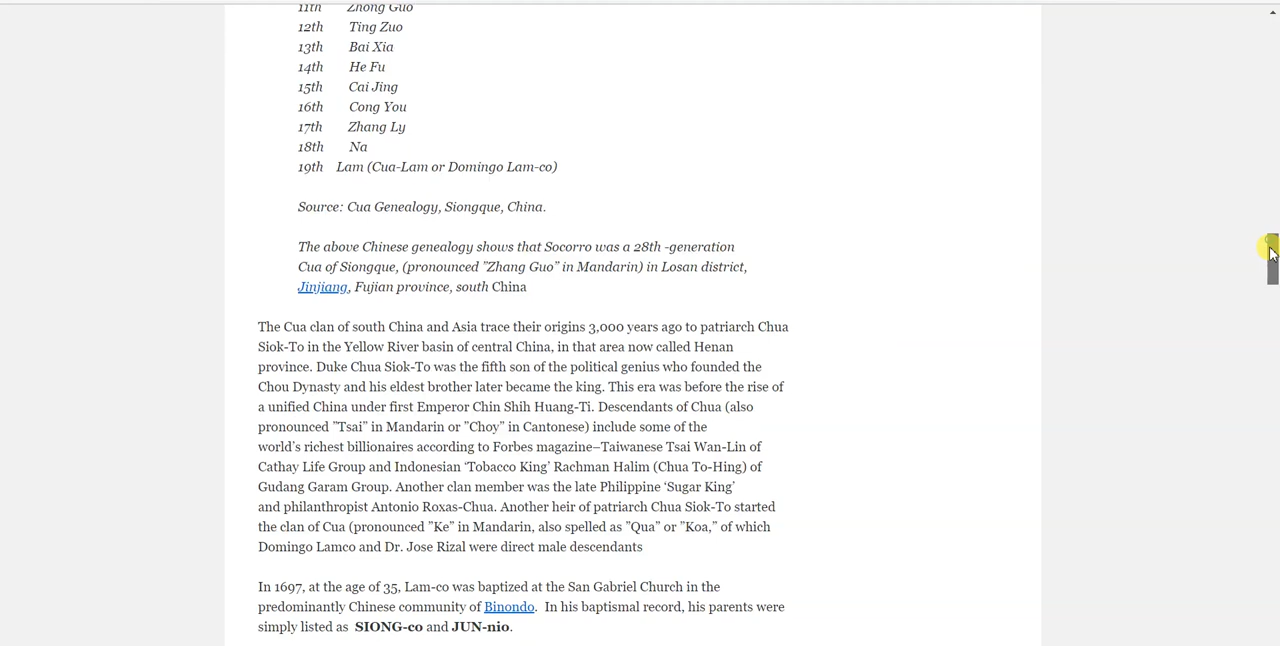 11th Zhong Guo
12th Ting Zuo
13th Bai Xia
14th He Fu
15th Cai Jing
16th Cong You
17th Zhang Ly
18th Na
19th Lam (Cua-Lam or Domingo Lam-co)
Source: Cua Genealogy, Siongque, China.
The above Chinese genealogy shows that Socorro was a 28th -generation
Cua of Siongque, (pronounced "Zhang Guo" in Mandarin) in Losan district,
Jinjiang, Fujian province, south China
The Cua clan of south China and Asia trace their origins 3,000 years ago to patriarch Chua
Siok-To in the Yellow River basin of central China, in that area now called Henan
province. Duke Chua Siok-To was the fifth son of the political genius who founded the
Chou Dynasty and his eldest brother later became the king. This era was before the rise of
a unified China under first Emperor Chin Shih Huang-Ti. Descendants of Chua (also
pronounced "Tsai" in Mandarin or "Choy" in Cantonese) include some of the
world's richest billionaires according to Forbes magazine–Taiwanese Tsai Wan-Lin of
Cathay Life Group and Indonesian 'Tobacco King' Rachman Halim (Chua To-Hing) of
Gudang Garam Group. Another clan member was the late Philippine 'Sugar King'
and philanthropist Antonio Roxas-Chua. Another heir of patriarch Chua Siok-To started
the clan of Cua (pronounced "Ke" in Mandarin, also spelled as "Qua" or "Koa," of which
Domingo Lamco and Dr. Jose Rizal were direct male descendants
In 1697, at the age of 35, Lam-co was baptized at the San Gabriel Church in the
predominantly Chinese community of Binondo. In his baptismal record, his parents were
simply listed as SIONG-co and JUN-nio.